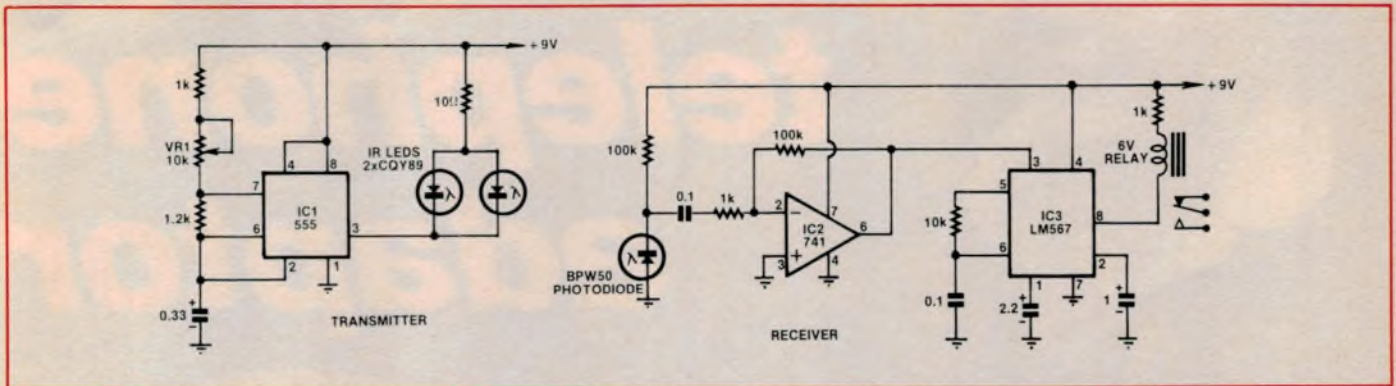 +9V
1k
10Ω
VR1
10k
IR LEDS
2xCQY89
4
8
λ
λ
7
1.2k
IC1
555
6
3
2
1
0.33
+
−
TRANSMITTER
+9V
1k
100k
100k
6V
RELAY
3
4
5
0.1
1k
2
−
7
IC2
741
6
+
3
4
10k
IC3
LM567
8
6
2
λ
BPW50
PHOTODIODE
1
7
0.1
2.2
+
−
1
+
−
RECEIVER